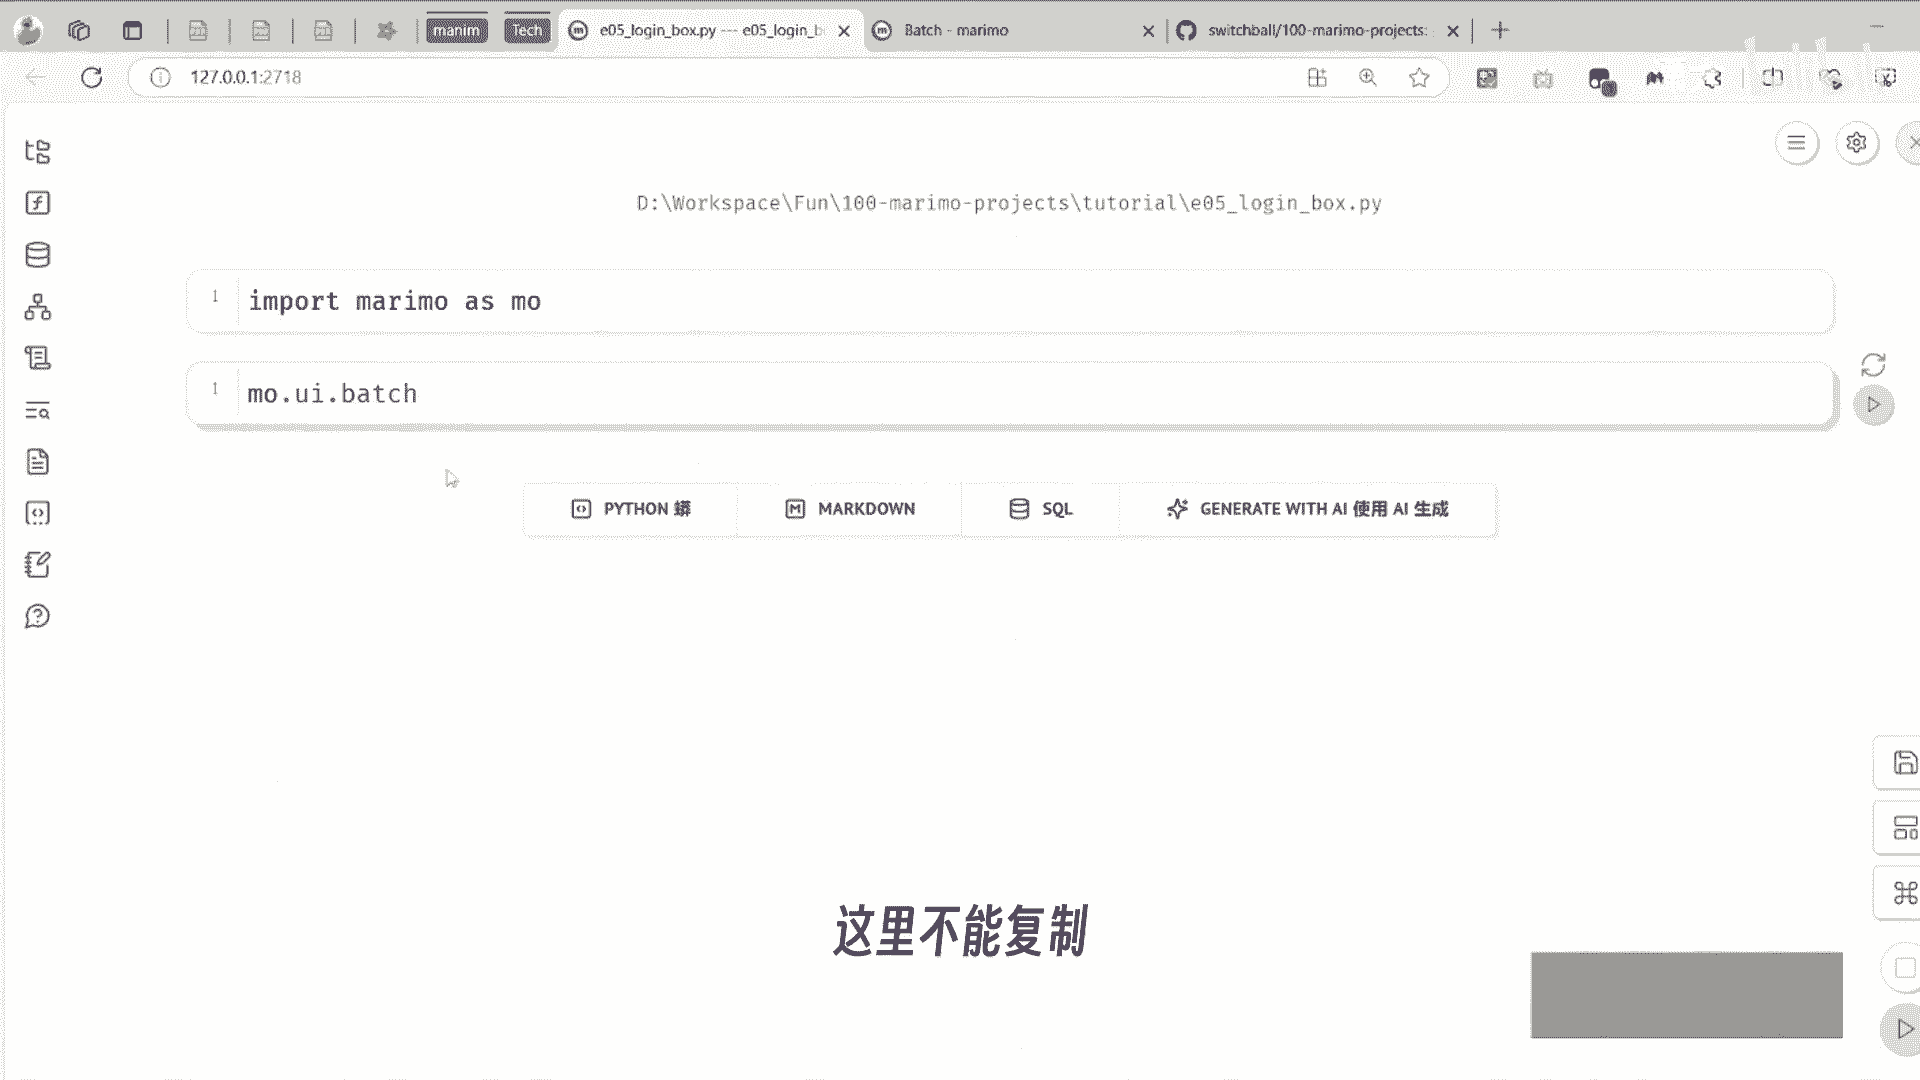 manim
Tech
e05_login_box.py --- e05_login_b
Batch - marimo
switchball/100-marimo-projects:
127.0.0.1:2718
D:\Workspace\Fun\100-marimo-projects\tutorial\e05_login_box.py
1 import marimo as mo
1 mo.ui.batch
PYTHON 蟒
MARKDOWN
SQL
GENERATE WITH AI 使用 AI 生成
这里不能复制